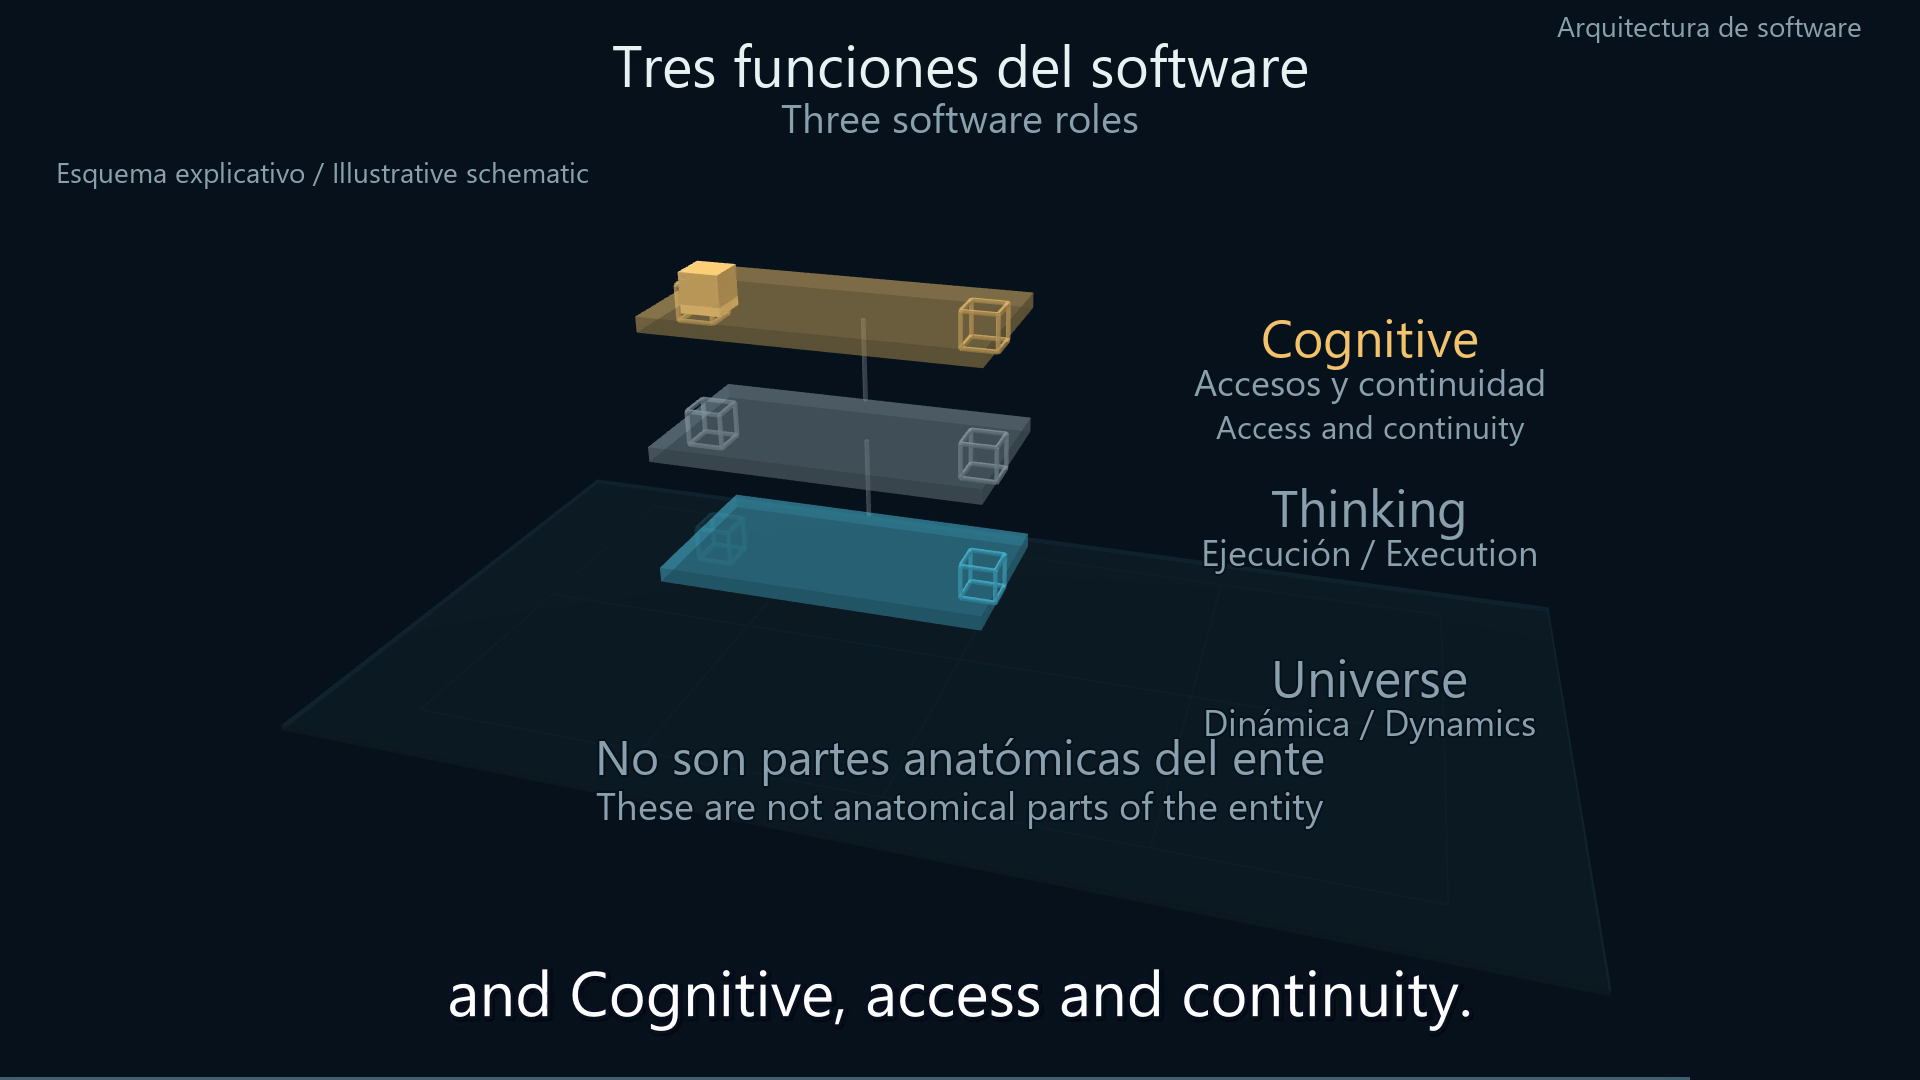 Arquitectura de software
Tres funciones del software
Three software roles
Esquema explicativo / Illustrative schematic
Cognitive
Accesos y continuidad
Access and continuity
Thinking
Ejecución / Execution
Universe
Dinámica / Dynamics
No son partes anatómicas del ente
These are not anatomical parts of the entity
and Cognitive, access and continuity.